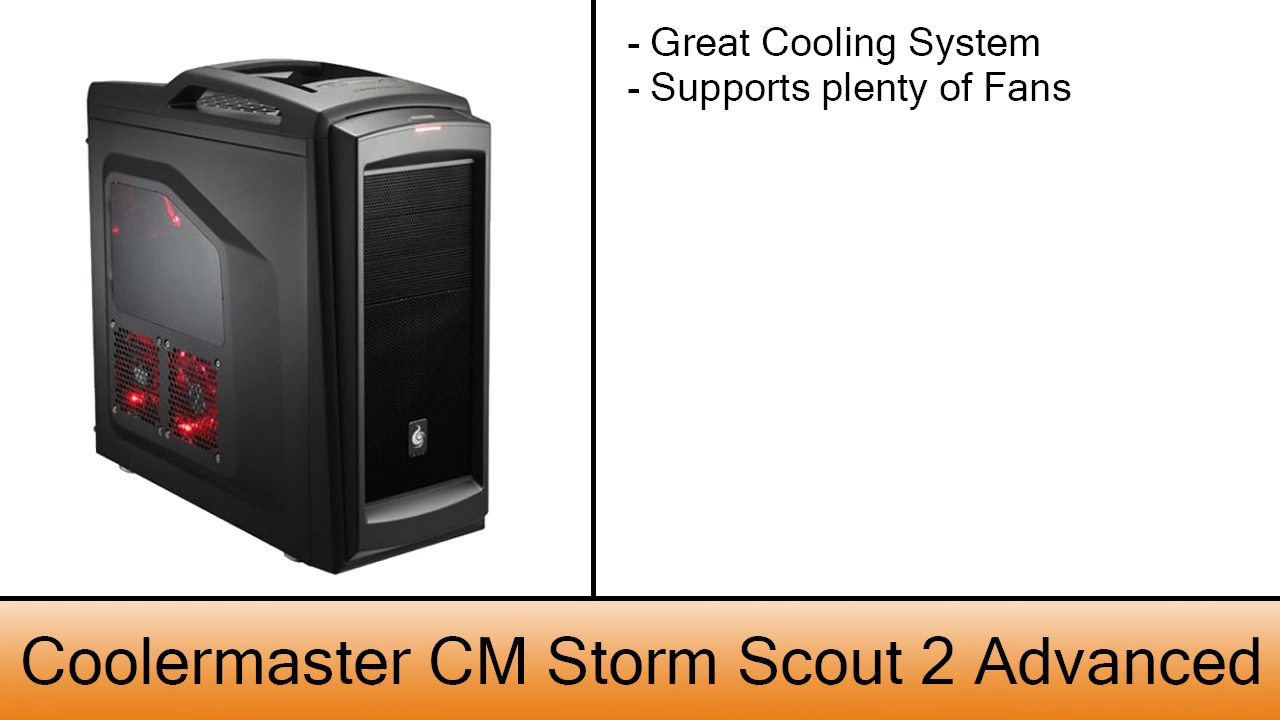 - Great Cooling System
- Supports plenty of Fans
Coolermaster CM Storm Scout 2 Advanced